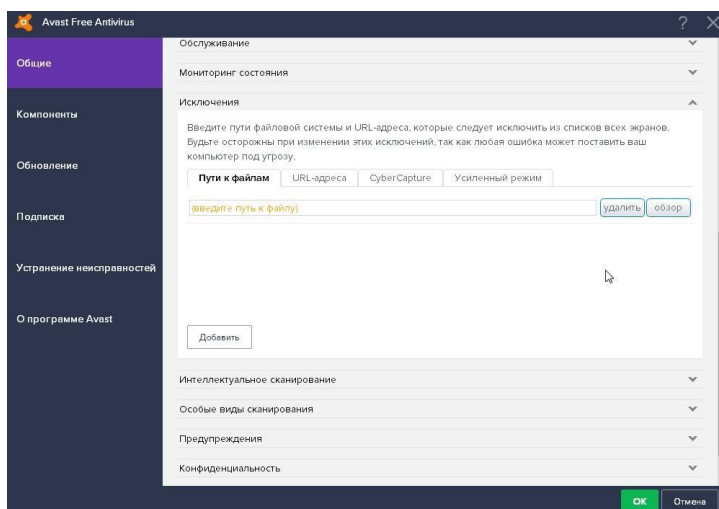 Avast Free Antivirus
?
Общие
Компоненты
Обновление
Подписка
Устранение неисправностей
О программе Avast
Обслуживание
Мониторинг состояния
Исключения
Введите пути файловой системы и URL-адреса, которые следует исключить из списков всех экранов.
Будьте осторожны при изменении этих исключений, так как любая ошибка может поставить ваш
компьютер под угрозу.
Пути к файлам URL-адреса CyberCapture Усиленный режим
(введите путь к файлу) удалить обзор
Добавить
Интеллектуальное сканирование
Особые виды сканирования
Предупреждения
Конфиденциальность
ОК Отмена